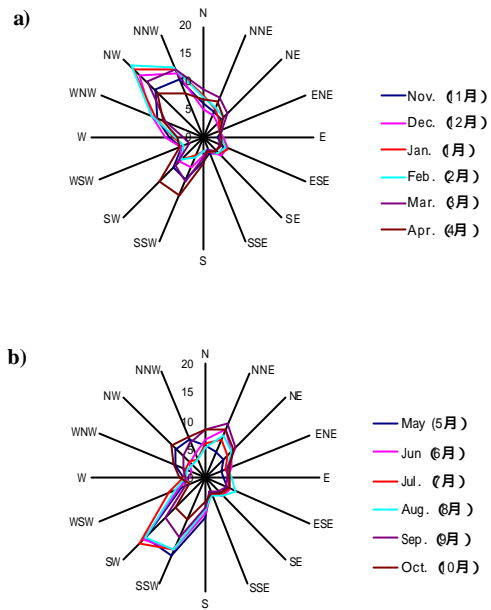 a)
N
NNE
NE
ENE
E
ESE
SE
SSE
S
SSW
SW
WSW
W
WNW
NW
NNW
20
15
10
5
0
Nov. (11月)
Dec. (12月)
Jan. (1月)
Feb. (2月)
Mar. (3月)
Apr. (4月)
b)
N
NNE
NE
ENE
E
ESE
SE
SSE
S
SSW
SW
WSW
W
WNW
NW
NNW
20
15
10
5
0
May (5月)
Jun (6月)
Jul. (7月)
Aug. (8月)
Sep. (9月)
Oct. (10月)